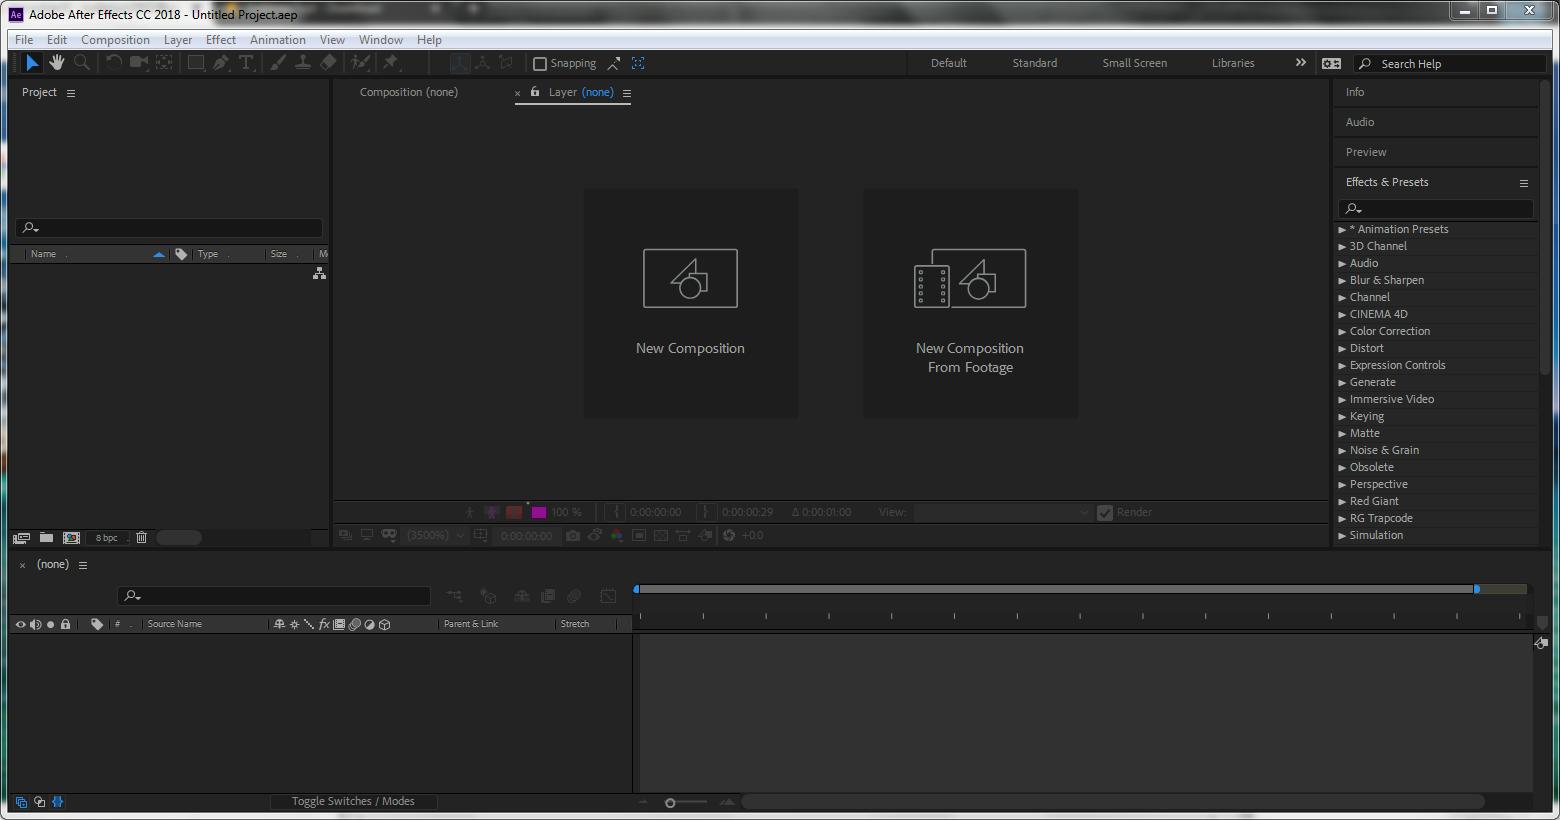 Ae Adobe After Effects CC 2018 - Untitled Project.aep
File Edit Composition Layer Effect Animation View Window Help
T Snapping Default Standard Small Screen Libraries » Search Help
Project
Composition (none)
× Layer (none)
Info
Audio
Preview
Effects & Presets
* Animation Presets
3D Channel
Audio
Blur & Sharpen
Channel
CINEMA 4D
Color Correction
Distort
Expression Controls
Generate
Immersive Video
Keying
Matte
Noise & Grain
Obsolete
Perspective
Red Giant
RG Trapcode
Simulation
Name Type Size
New Composition
New Composition
From Footage
100 % 0:00:00:00 0:00:00:29 Δ 0:00:01:00 View: Render
8 bpc
(3500%) 0:00:00:00 +0.0
× (none)
# Source Name fx Parent & Link Stretch
Toggle Switches / Modes